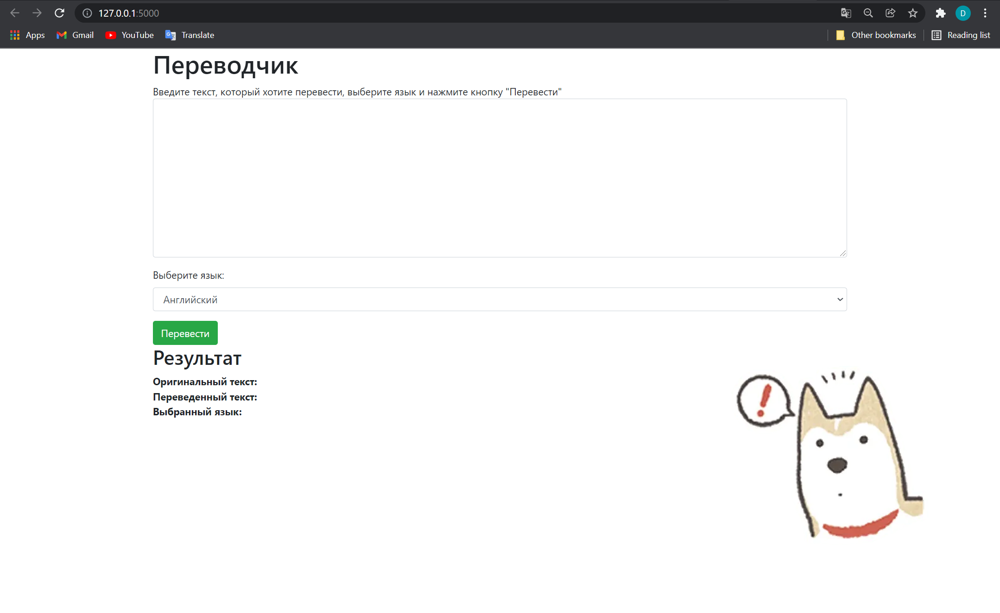 127.0.0.1:5000
D
Apps
Gmail
YouTube
Translate
Other bookmarks
Reading list
Переводчик
Введите текст, который хотите перевести, выберите язык и нажмите кнопку "Перевести"
Выберите язык:
Английский
Перевести
Результат
Оригинальный текст:
Переведенный текст:
Выбранный язык:
!